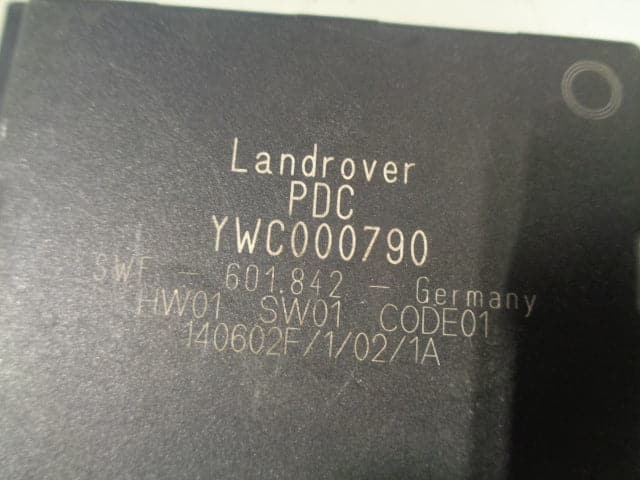 Landrover
PDC
YWC000790
SWF - 601.842 - Germany
HW01 SW01 CODE01
140602F/1/02/1A